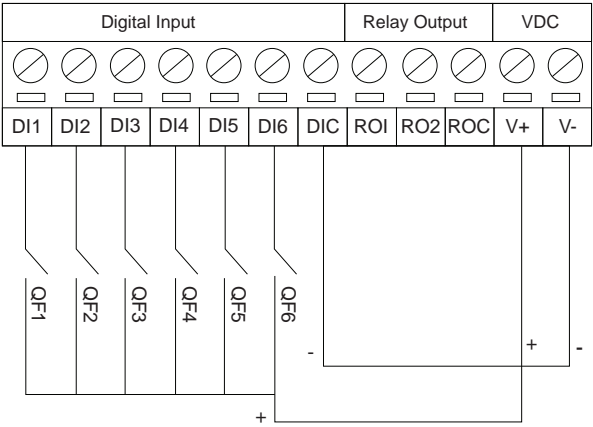 Digital Input Relay Output VDC
DI1 DI2 DI3 DI4 DI5 DI6 DIC ROI RO2 ROC V+ V-
QF1 QF2 QF3 QF4 QF5 QF6
- + -
+